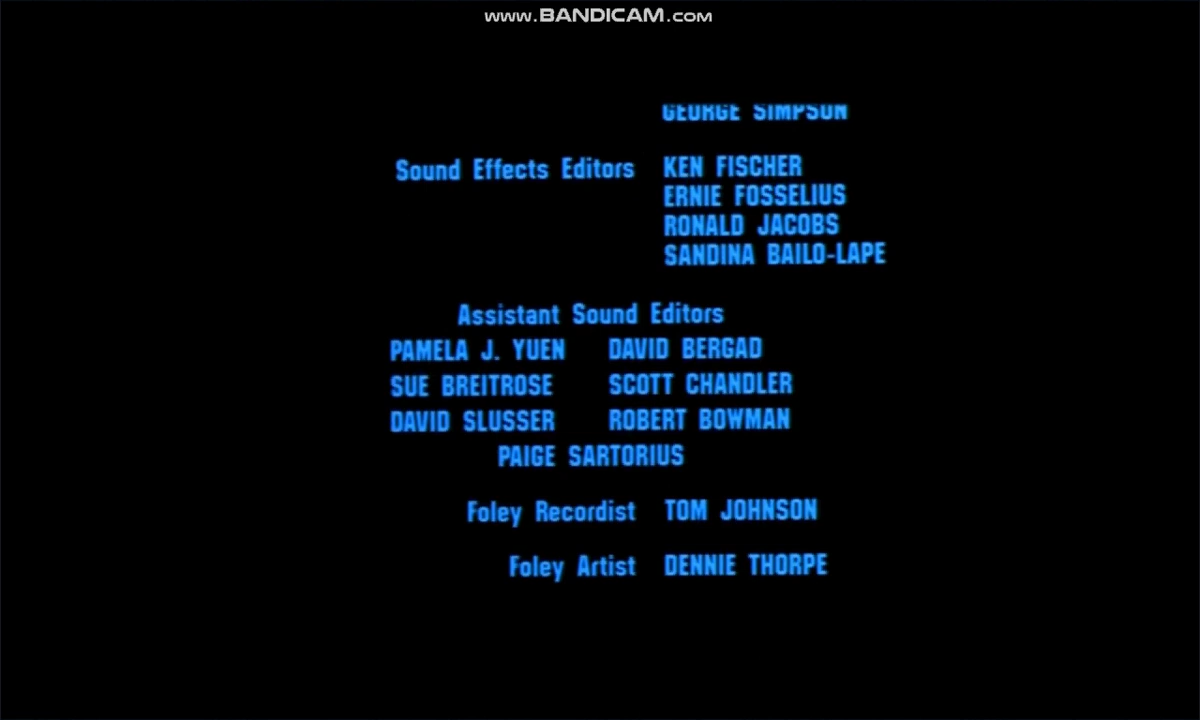 www.BANDICAM.com
GEORGE SIMPSON
Sound Effects Editors KEN FISCHER
ERNIE FOSSELIUS
RONALD JACOBS
SANDINA BAILO-LAPE
Assistant Sound Editors
PAMELA J. YUEN DAVID BERGAD
SUE BREITROSE SCOTT CHANDLER
DAVID SLUSSER ROBERT BOWMAN
PAIGE SARTORIUS
Foley Recordist TOM JOHNSON
Foley Artist DENNIE THORPE